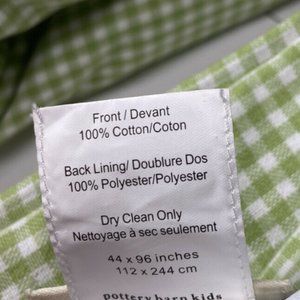 Front / Devant
100% Cotton/Coton
Back Lining/ Doublure Dos
100% Polyester/Polyester
Dry Clean Only
Nettoyage à sec seulement
44 x 96 inches
112 x 244 cm
pottery barn kids